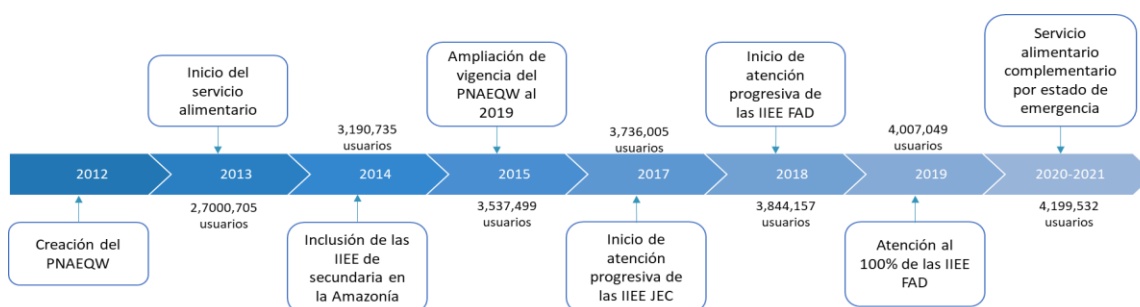 Inicio del
servicio
alimentario
Ampliación de
vigencia del
PNAEQW al
2019
Inicio de
atención
progresiva de
las IIEE FAD
Servicio
alimentario
complementario
por estado de
emergencia
3,190,735
usuarios
3,736,005
usuarios
4,007,049
usuarios
2012
2013
2014
2015
2017
2018
2019
2020-2021
2,7000,705
usuarios
3,537,499
usuarios
3,844,157
usuarios
4,199,532
usuarios
Creación del
PNAEQW
Inclusión de las
IIEE de
secundaria en
la Amazonía
Inicio de
atención
progresiva de
las IIEE JEC
Atención al
100% de las IIEE
FAD